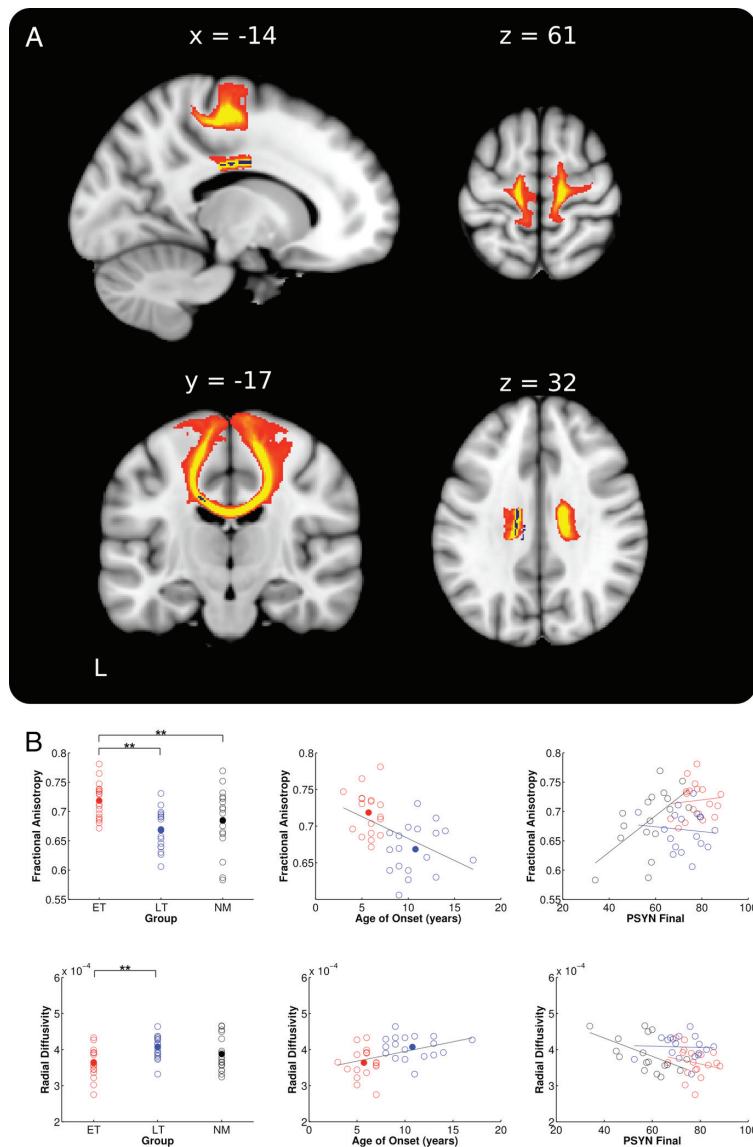 A
x = -14
z = 61
y = -17
z = 32
L
B
**
**
0.8
0.75
0.7
0.65
0.6
0.55
Fractional Anisotropy
ET
LT
NM
Group
0.8
0.75
0.7
0.65
Fractional Anisotropy
0
5
10
15
20
Age of Onset (years)
0.8
0.75
0.7
0.65
0.6
0.55
Fractional Anisotropy
20
40
60
80
100
PSYN Final
**
6
x 10⁻⁴
5
4
3
2
Radial Diffusivity
ET
LT
NM
Group
6
x 10⁻⁴
5
4
3
2
Radial Diffusivity
0
5
10
15
20
Age of Onset (years)
6
x 10⁻⁴
5
4
3
2
Radial Diffusivity
20
40
60
80
100
PSYN Final